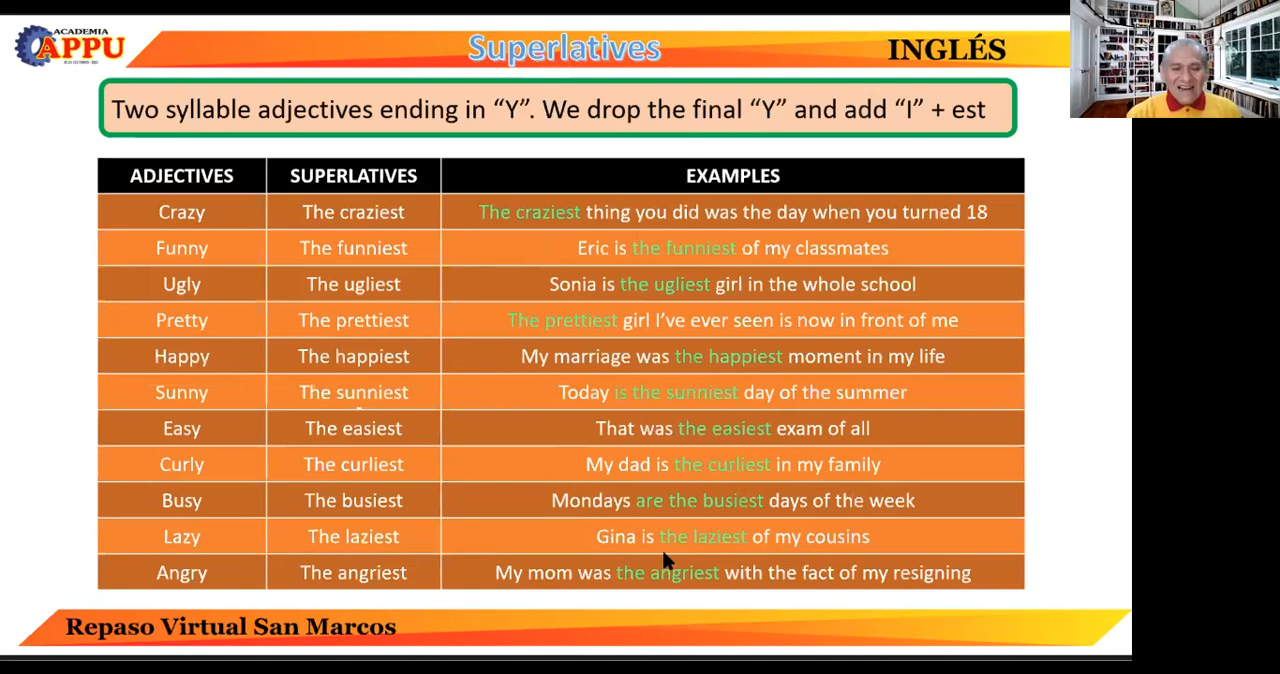 ACADEMIA
APPU
Superlatives
INGLÉS
Two syllable adjectives ending in “Y”. We drop the final “Y” and add “I” + est
ADJECTIVES SUPERLATIVES EXAMPLES
Crazy The craziest The craziest thing you did was the day when you turned 18
Funny The funniest Eric is the funniest of my classmates
Ugly The ugliest Sonia is the ugliest girl in the whole school
Pretty The prettiest The prettiest girl I’ve ever seen is now in front of me
Happy The happiest My marriage was the happiest moment in my life
Sunny The sunniest Today is the sunniest day of the summer
Easy The easiest That was the easiest exam of all
Curly The curliest My dad is the curliest in my family
Busy The busiest Mondays are the busiest days of the week
Lazy The laziest Gina is the laziest of my cousins
Angry The angriest My mom was the angriest with the fact of my resigning
Repaso Virtual San Marcos